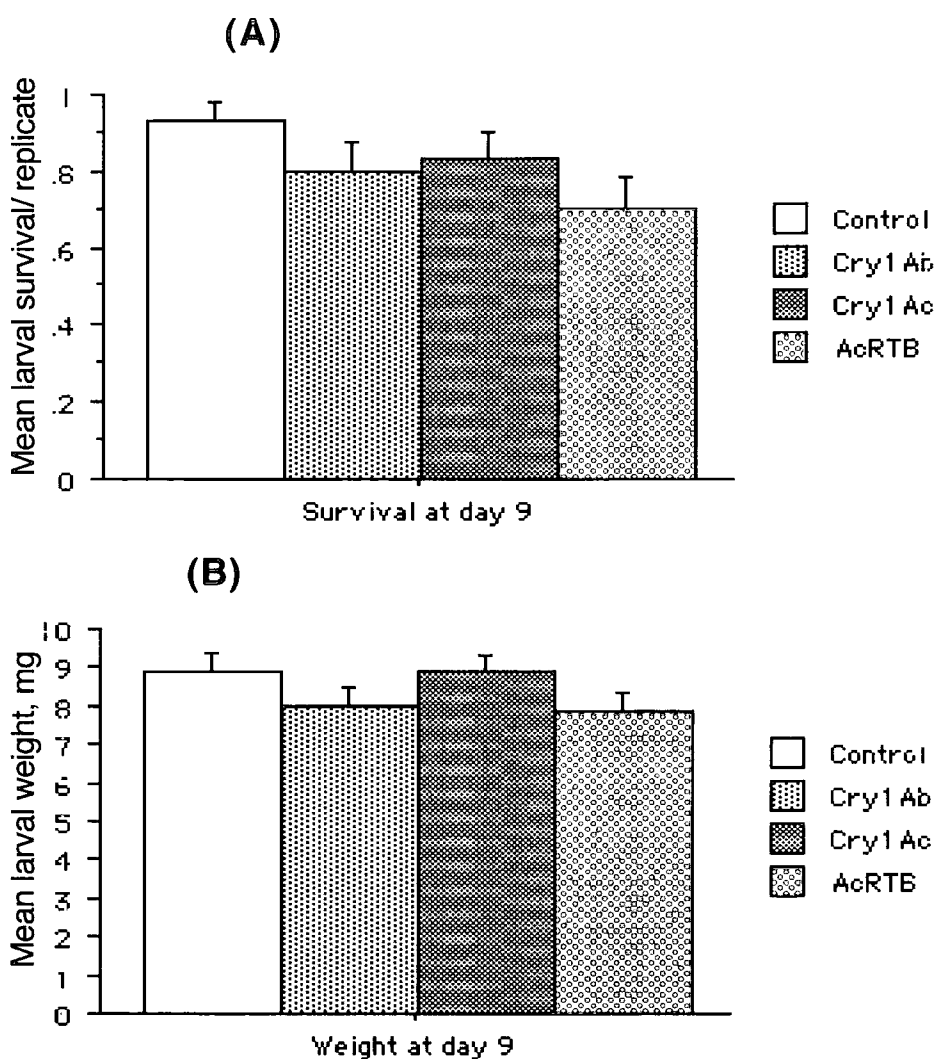 (A)
Mean larval survival/ replicate
1
.8
.6
.4
.2
0
Survival at day 9
Control
Cry1Ab
Cry1Ac
AcRTB
(B)
Mean larval weight, mg
10
9
8
7
6
5
4
3
2
1
0
Weight at day 9
Control
Cry1Ab
Cry1Ac
AcRTB